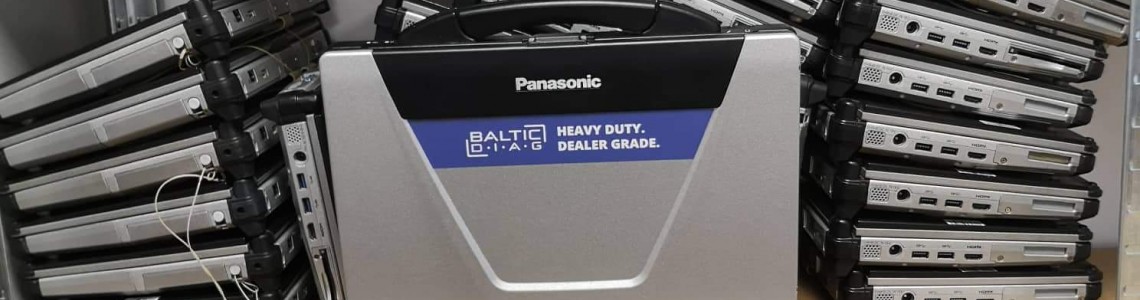 Panasonic
BALTIC
D·I·A·G
HEAVY DUTY.
DEALER GRADE.